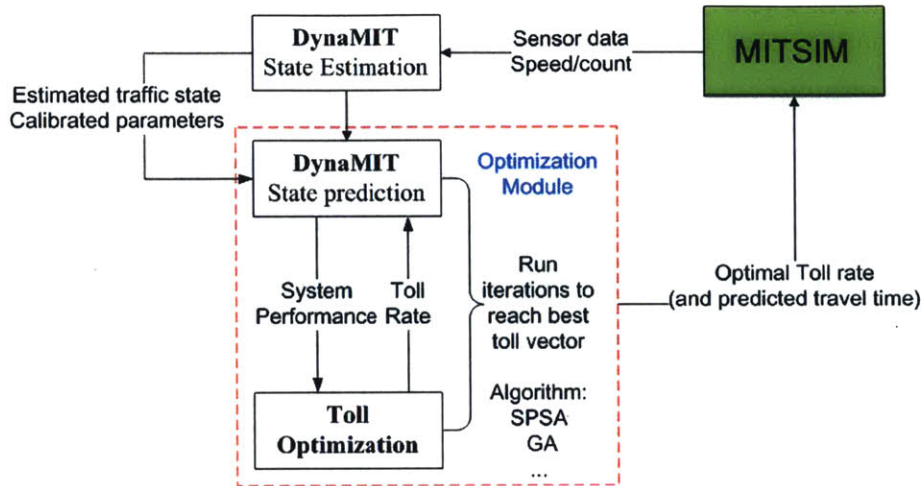 DynaMIT
State Estimation
Sensor data
Speed/count
MITSIM
Estimated traffic state
Calibrated parameters
DynaMIT
State prediction
Optimization
Module
System
Performance
Toll
Rate
Run
iterations to
reach best
toll vector
Optimal Toll rate
(and predicted travel time)
Toll
Optimization
Algorithm:
SPSA
GA
...